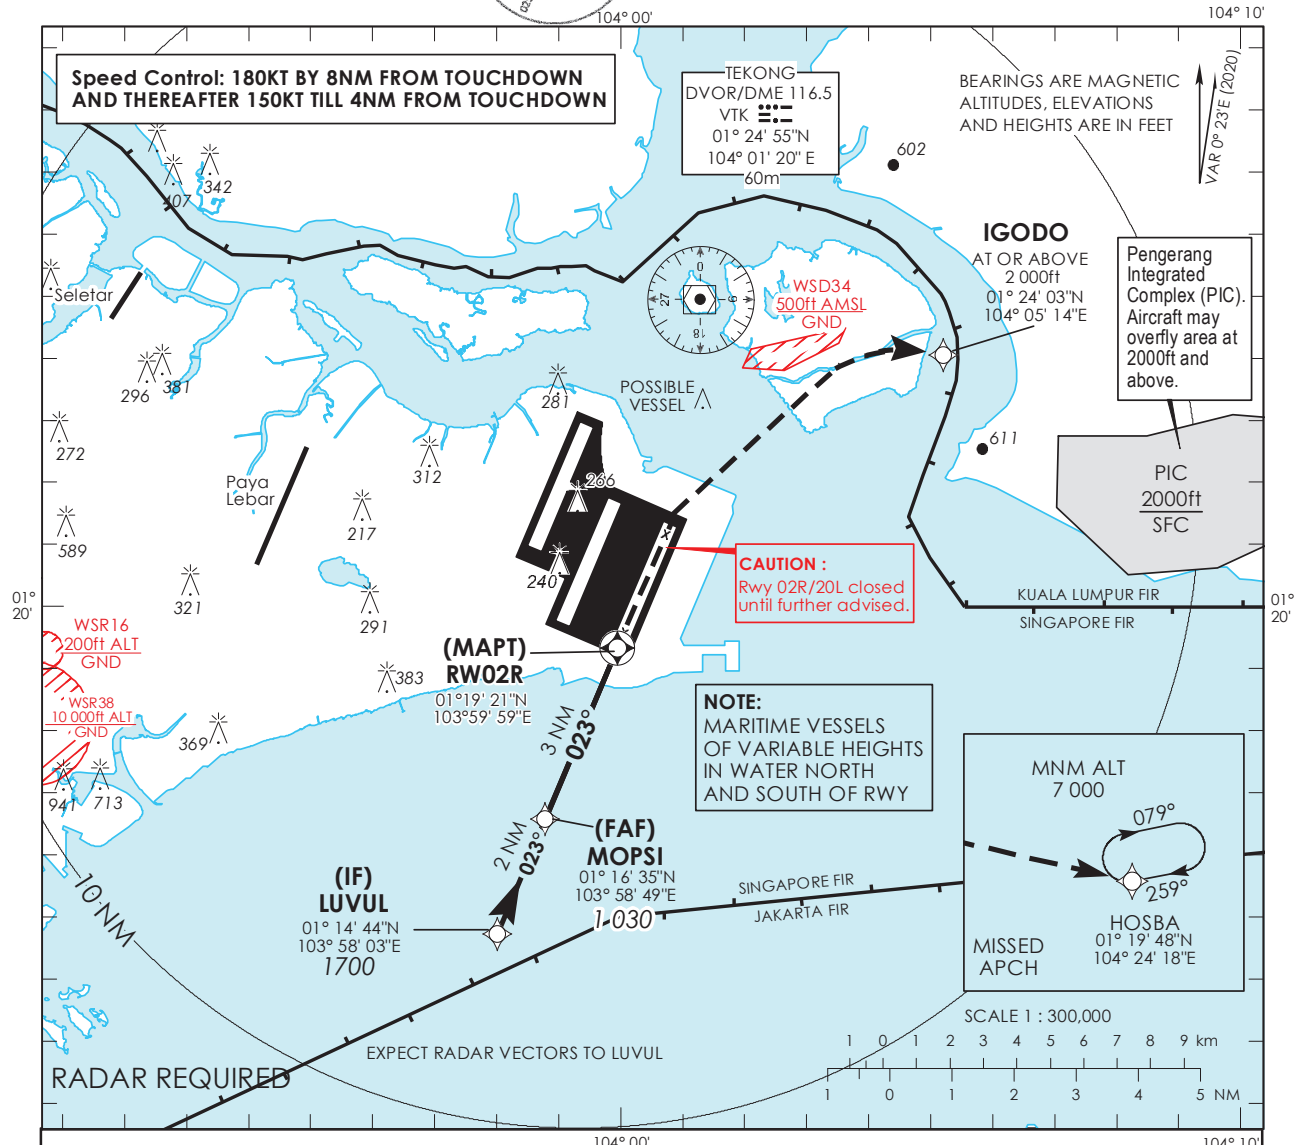 104° 00'
104° 10'
Speed Control: 180KT BY 8NM FROM TOUCHDOWN
AND THEREAFTER 150KT TILL 4NM FROM TOUCHDOWN
TEKONG
DVOR/DME 116.5
VTK
01° 24' 55"N
104° 01' 20" E
60m
BEARINGS ARE MAGNETIC
ALTITUDES, ELEVATIONS
AND HEIGHTS ARE IN FEET
VAR 0° 23'E (2020)
602
342
407
IGODO
AT OR ABOVE
2 000ft
01° 24' 03"N
104° 05' 14"E
Pengerang
Integrated
Complex (PIC).
Aircraft may
overfly area at
2000ft and
above.
Seletar
0
9
18
27
WSD34
500ft AMSL
GND
296
381
281
POSSIBLE
VESSEL
272
312
611
Paya
Lebar
266
PIC
2000ft
SFC
217
589
240
CAUTION :
Rwy 02R/20L closed
until further advised.
321
291
KUALA LUMPUR FIR
SINGAPORE FIR
01°
20'
01°
20'
WSR16
200ft ALT
GND
(MAPT)
RW02R
01°19' 21"N
103°59' 59"E
383
WSR38
10 000ft ALT
GND
369
941
713
3 NM
023°
NOTE:
MARITIME VESSELS
OF VARIABLE HEIGHTS
IN WATER NORTH
AND SOUTH OF RWY
MNM ALT
7 000
079°
259°
HOSBA
01° 19' 48"N
104° 24' 18"E
MISSED
APCH
2 NM
023°
(FAF)
MOPSI
01° 16' 35"N
103° 58' 49"E
1 030
(IF)
LUVUL
01° 14' 44"N
103° 58' 03"E
1700
SINGAPORE FIR
JAKARTA FIR
10 NM
SCALE 1 : 300,000
1 0 1 2 3 4 5 6 7 8 9 km
1 0 1 2 3 4 5 NM
EXPECT RADAR VECTORS TO LUVUL
RADAR REQUIRED
104° 00'
104° 10'